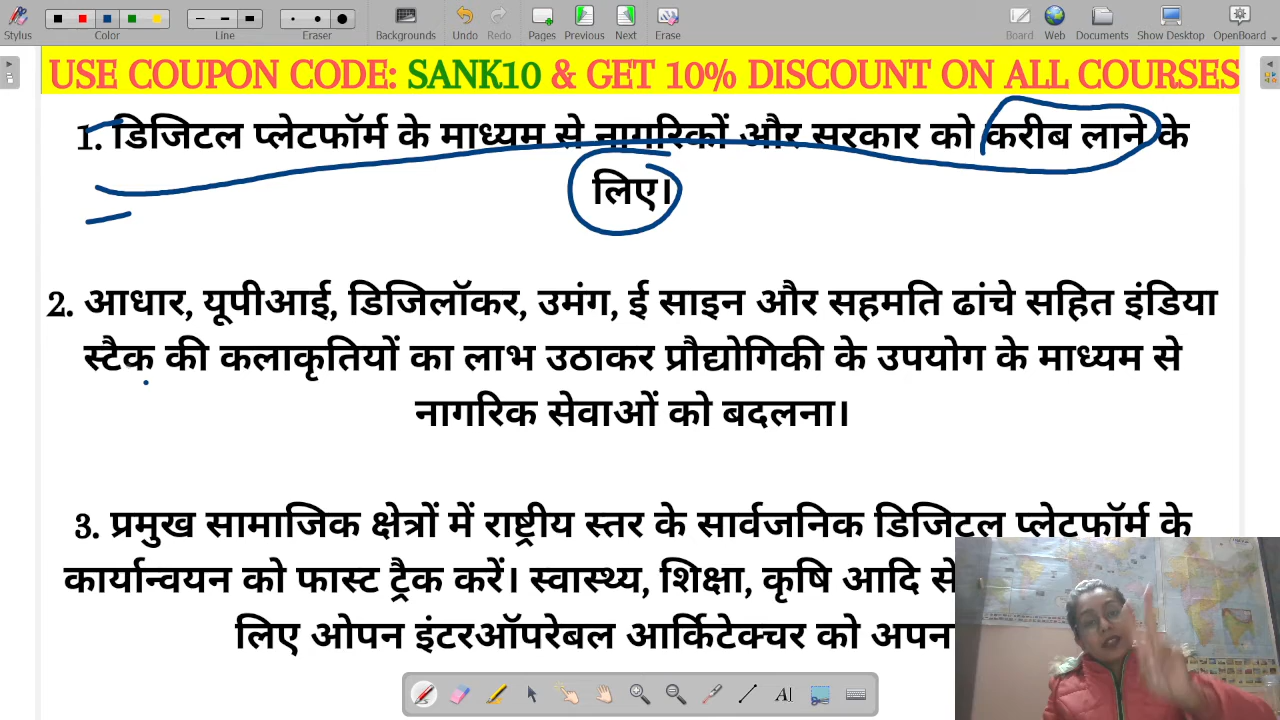 Stylus
Color
Line
Eraser
Backgrounds
Undo
Redo
Pages
Previous
Next
Erase
Board
Web
Documents
Show Desktop
OpenBoard
USE COUPON CODE: SANK10 & GET 10% DISCOUNT ON ALL COURSES
1. डिजिटल प्लेटफॉर्म के माध्यम से नागरिकों और सरकार को करीब लाने के
लिए।
2. आधार, यूपीआई, डिजिलॉकर, उमंग, ई साइन और सहमति ढांचे सहित इंडिया
स्टैक की कलाकृतियों का लाभ उठाकर प्रौद्योगिकी के उपयोग के माध्यम से
नागरिक सेवाओं को बदलना।
3. प्रमुख सामाजिक क्षेत्रों में राष्ट्रीय स्तर के सार्वजनिक डिजिटल प्लेटफॉर्म के
कार्यान्वयन को फास्ट ट्रैक करें। स्वास्थ्य, शिक्षा, कृषि आदि से
लिए ओपन इंटरऑपरेबल आर्किटेक्चर को